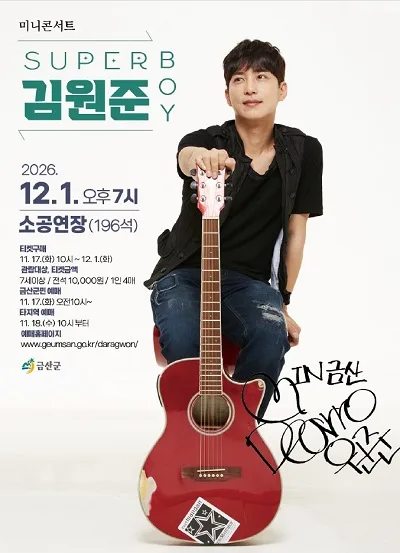 미니콘서트
SUPERB BOY
김원준
2026.
12.1. 오후 7시
소공연장 (196석)
티켓구매
11. 17.(화) 10시 ~ 12. 1.(화)
관람대상, 티켓금액
7세이상 / 전석 10,000원 / 1인 4매
금산군민 예매
11. 17.(화) 오전10시~
타지역 예매
11. 18.(수) 10시 부터
예매홈페이지
www.geumsan.go.kr/daragwon/
금산군
IN 금산